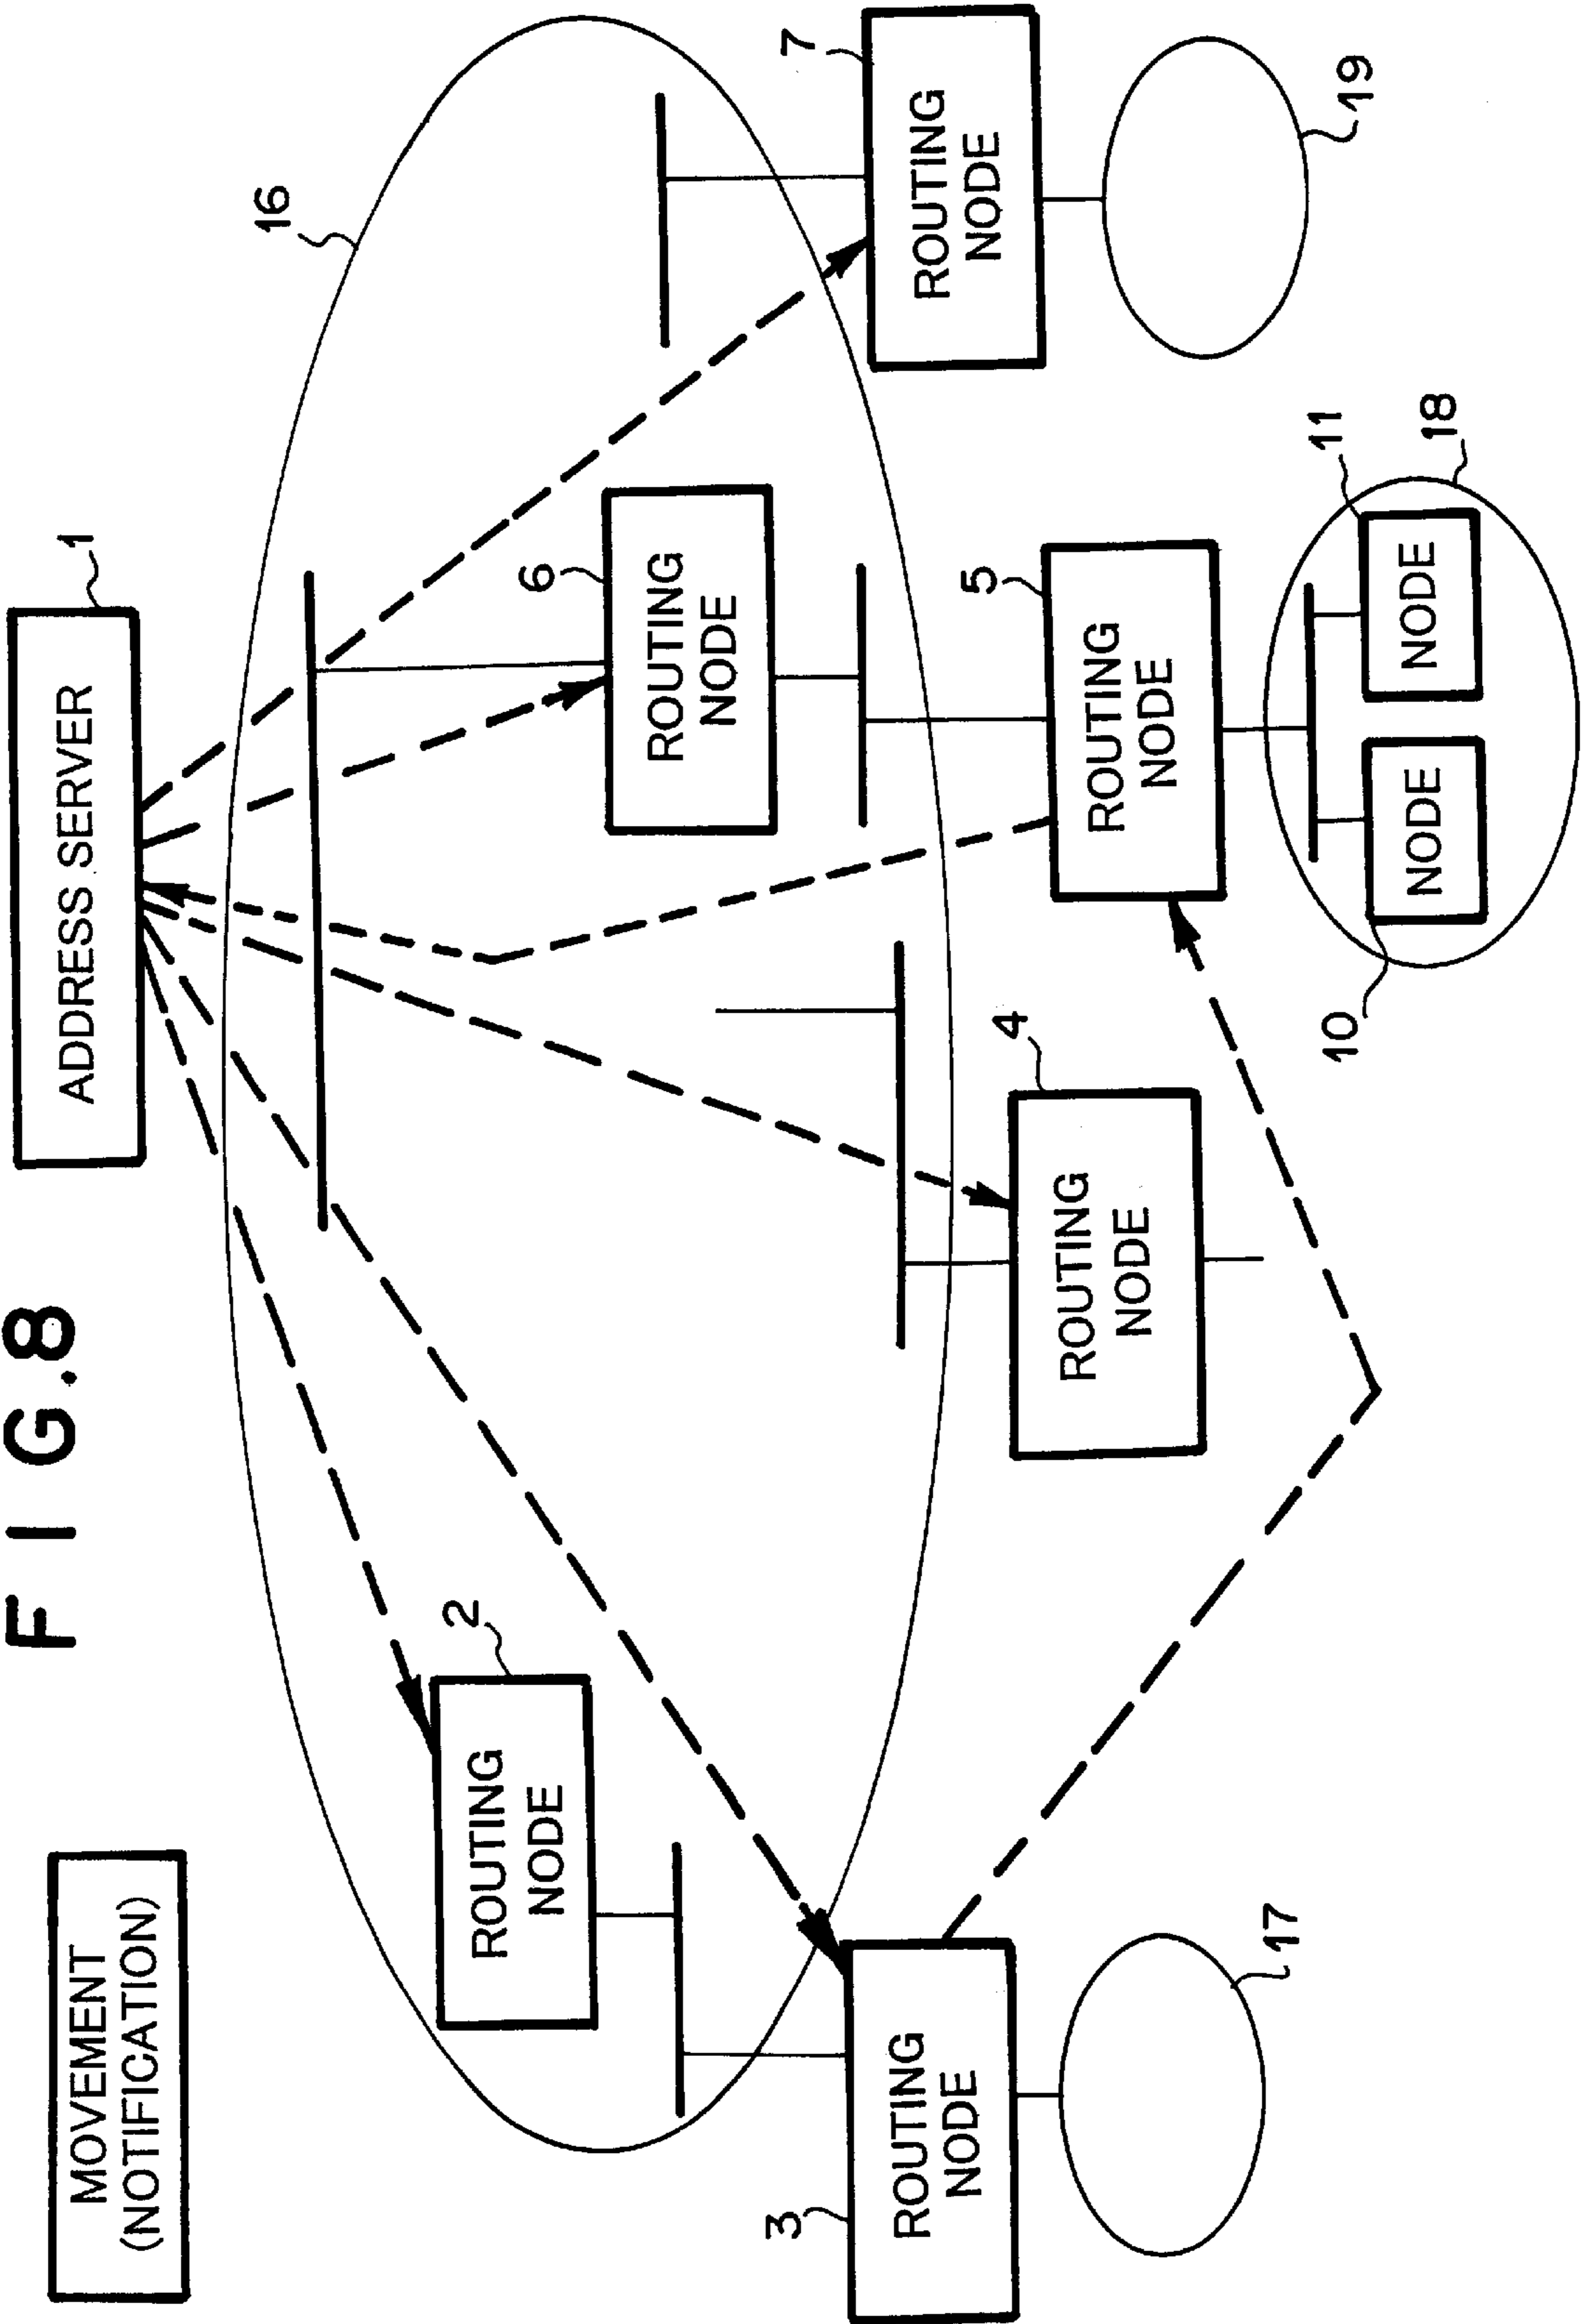 FIG.8
MOVEMENT
(NOTIFICATION)
ADDRESS SERVER
1
16
2
ROUTING
NODE
6
ROUTING
NODE
7
ROUTING
NODE
3
ROUTING
NODE
4
ROUTING
NODE
5
ROUTING
NODE
17
10
NODE
11
NODE
18
19